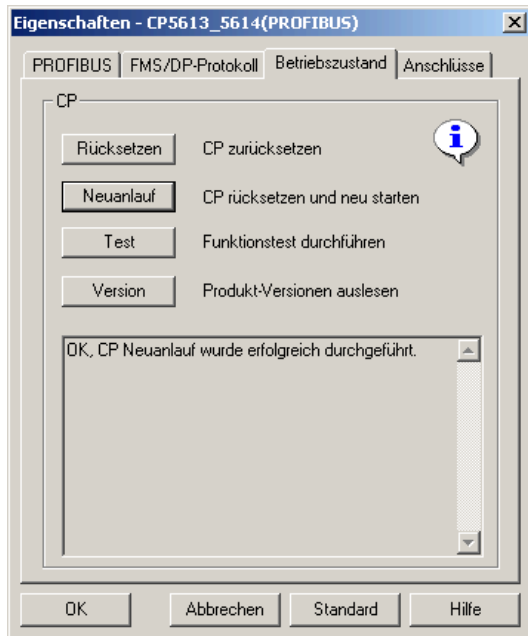 Eigenschaften - CP5613_5614(PROFIBUS)
PROFIBUS FMS/DP-Protokoll Betriebszustand Anschlüsse
CP
Rücksetzen CP zurücksetzen
Neuanlauf CP rücksetzen und neu starten
Test Funktionstest durchführen
Version Produkt-Versionen auslesen
OK, CP Neuanlauf wurde erfolgreich durchgeführt.
OK Abbrechen Standard Hilfe